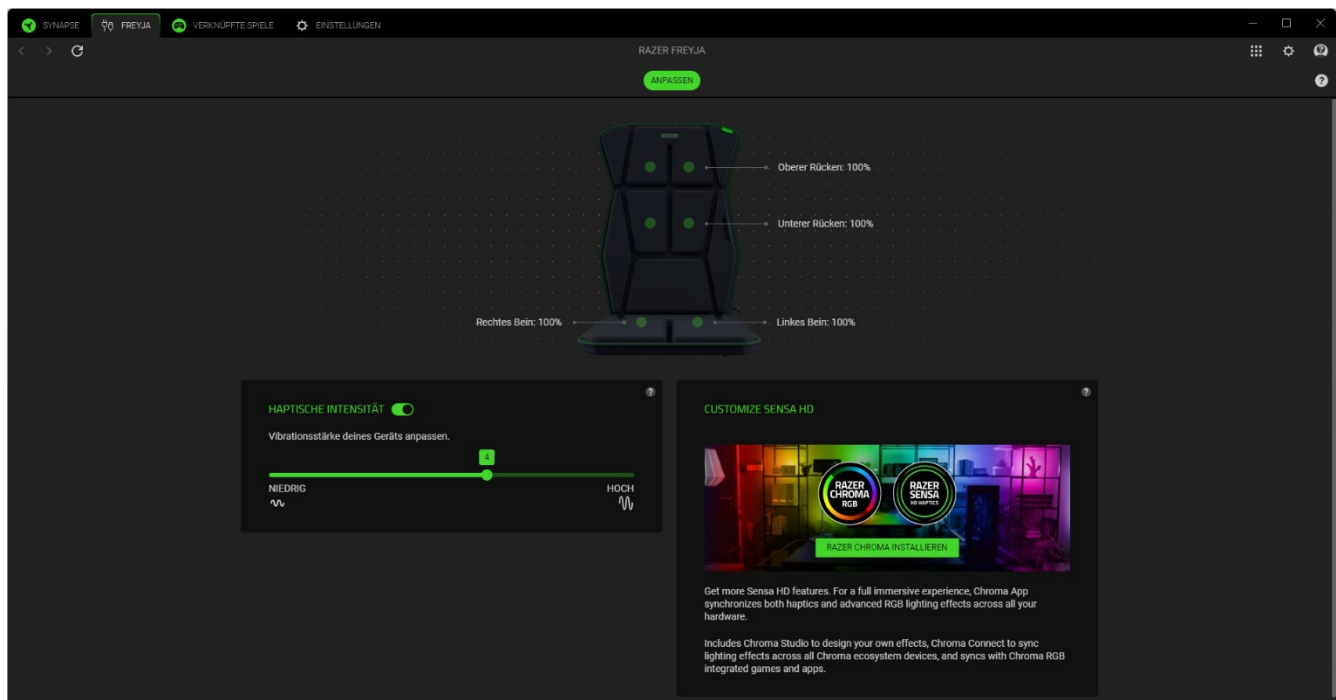 SYNAPSE
FREYJA
VERKNÜPFTE SPIELE
EINSTELLUNGEN
RAZER FREYJA
ANPASSEN
Oberer Rücken: 100%
Unterer Rücken: 100%
Rechtes Bein: 100%
Linkes Bein: 100%
HAPTISCHE INTENSITÄT
Vibrationsstärke deines Geräts anpassen.
4
NIEDRIG
HOCH
CUSTOMIZE SENSA HD
RAZER
CHROMA
RGB
RAZER
SENSA
HD HAPTICS
RAZER CHROMA INSTALLIEREN
Get more Sensa HD features. For a full immersive experience, Chroma App
synchronizes both haptics and advanced RGB lighting effects across all your
hardware.
Includes Chroma Studio to design your own effects, Chroma Connect to sync
lighting effects across all Chroma ecosystem devices, and syncs with Chroma RGB
integrated games and apps.